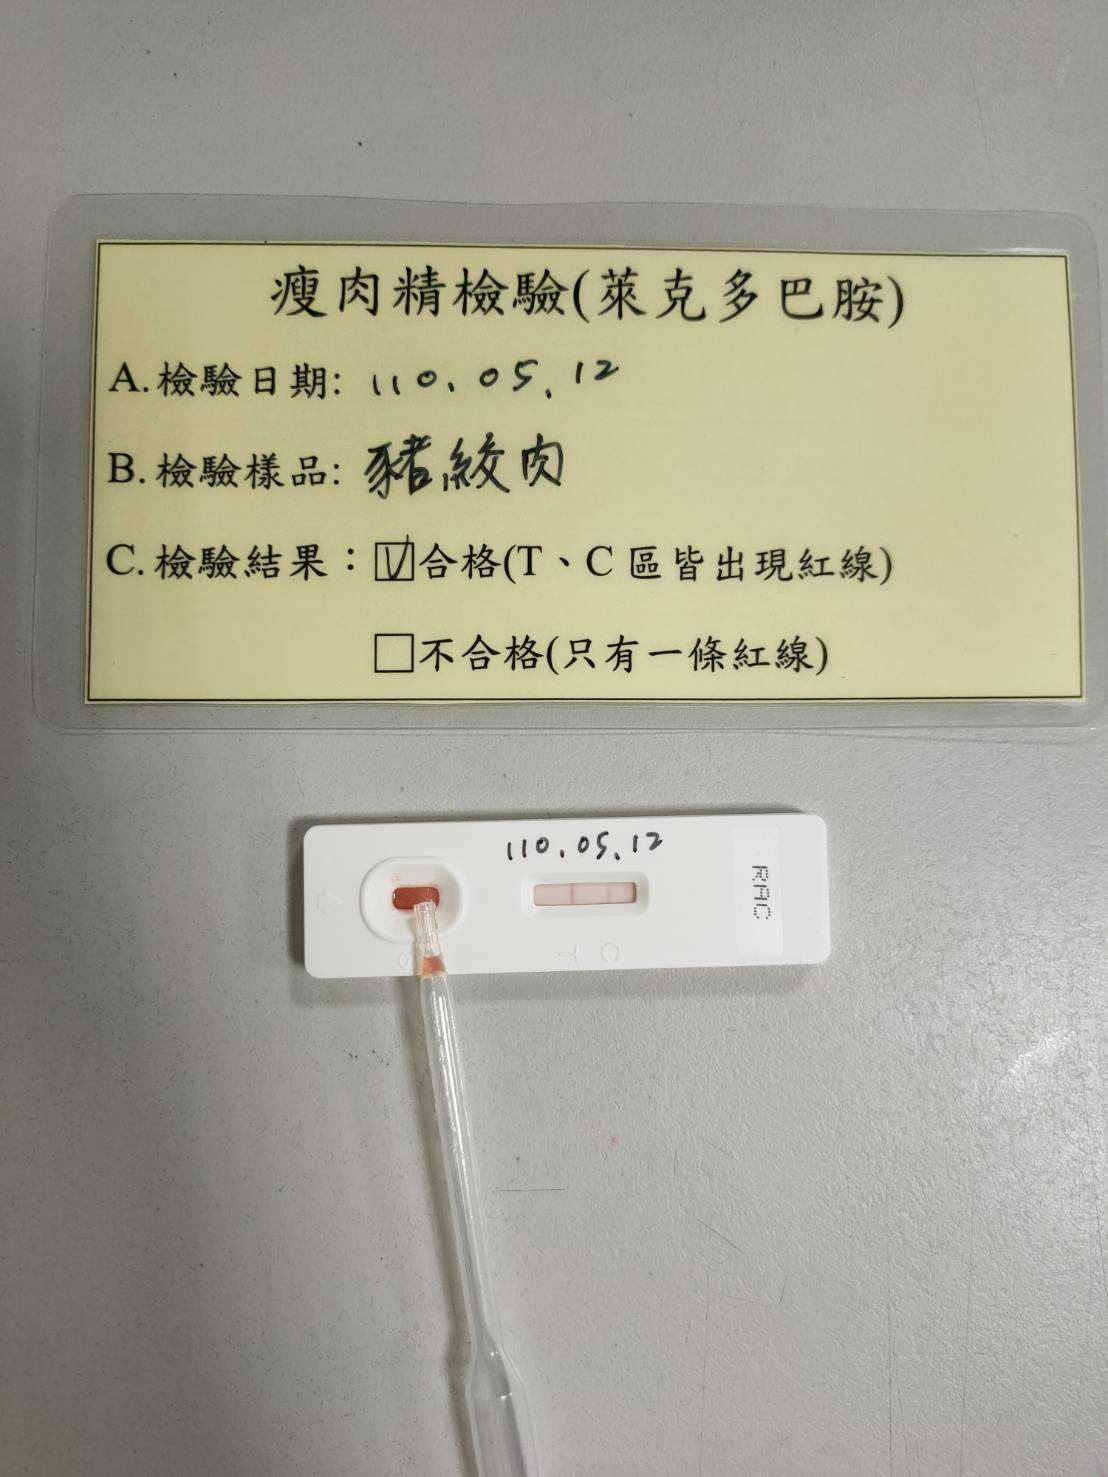 瘦肉精檢驗(萊克多巴胺)
A.檢驗日期: 110.05.12
B.檢驗樣品: 豬絞肉
C.檢驗結果：☑合格(T、C區皆出現紅線)
☐不合格(只有一條紅線)
110.05.12
RAC
S T C